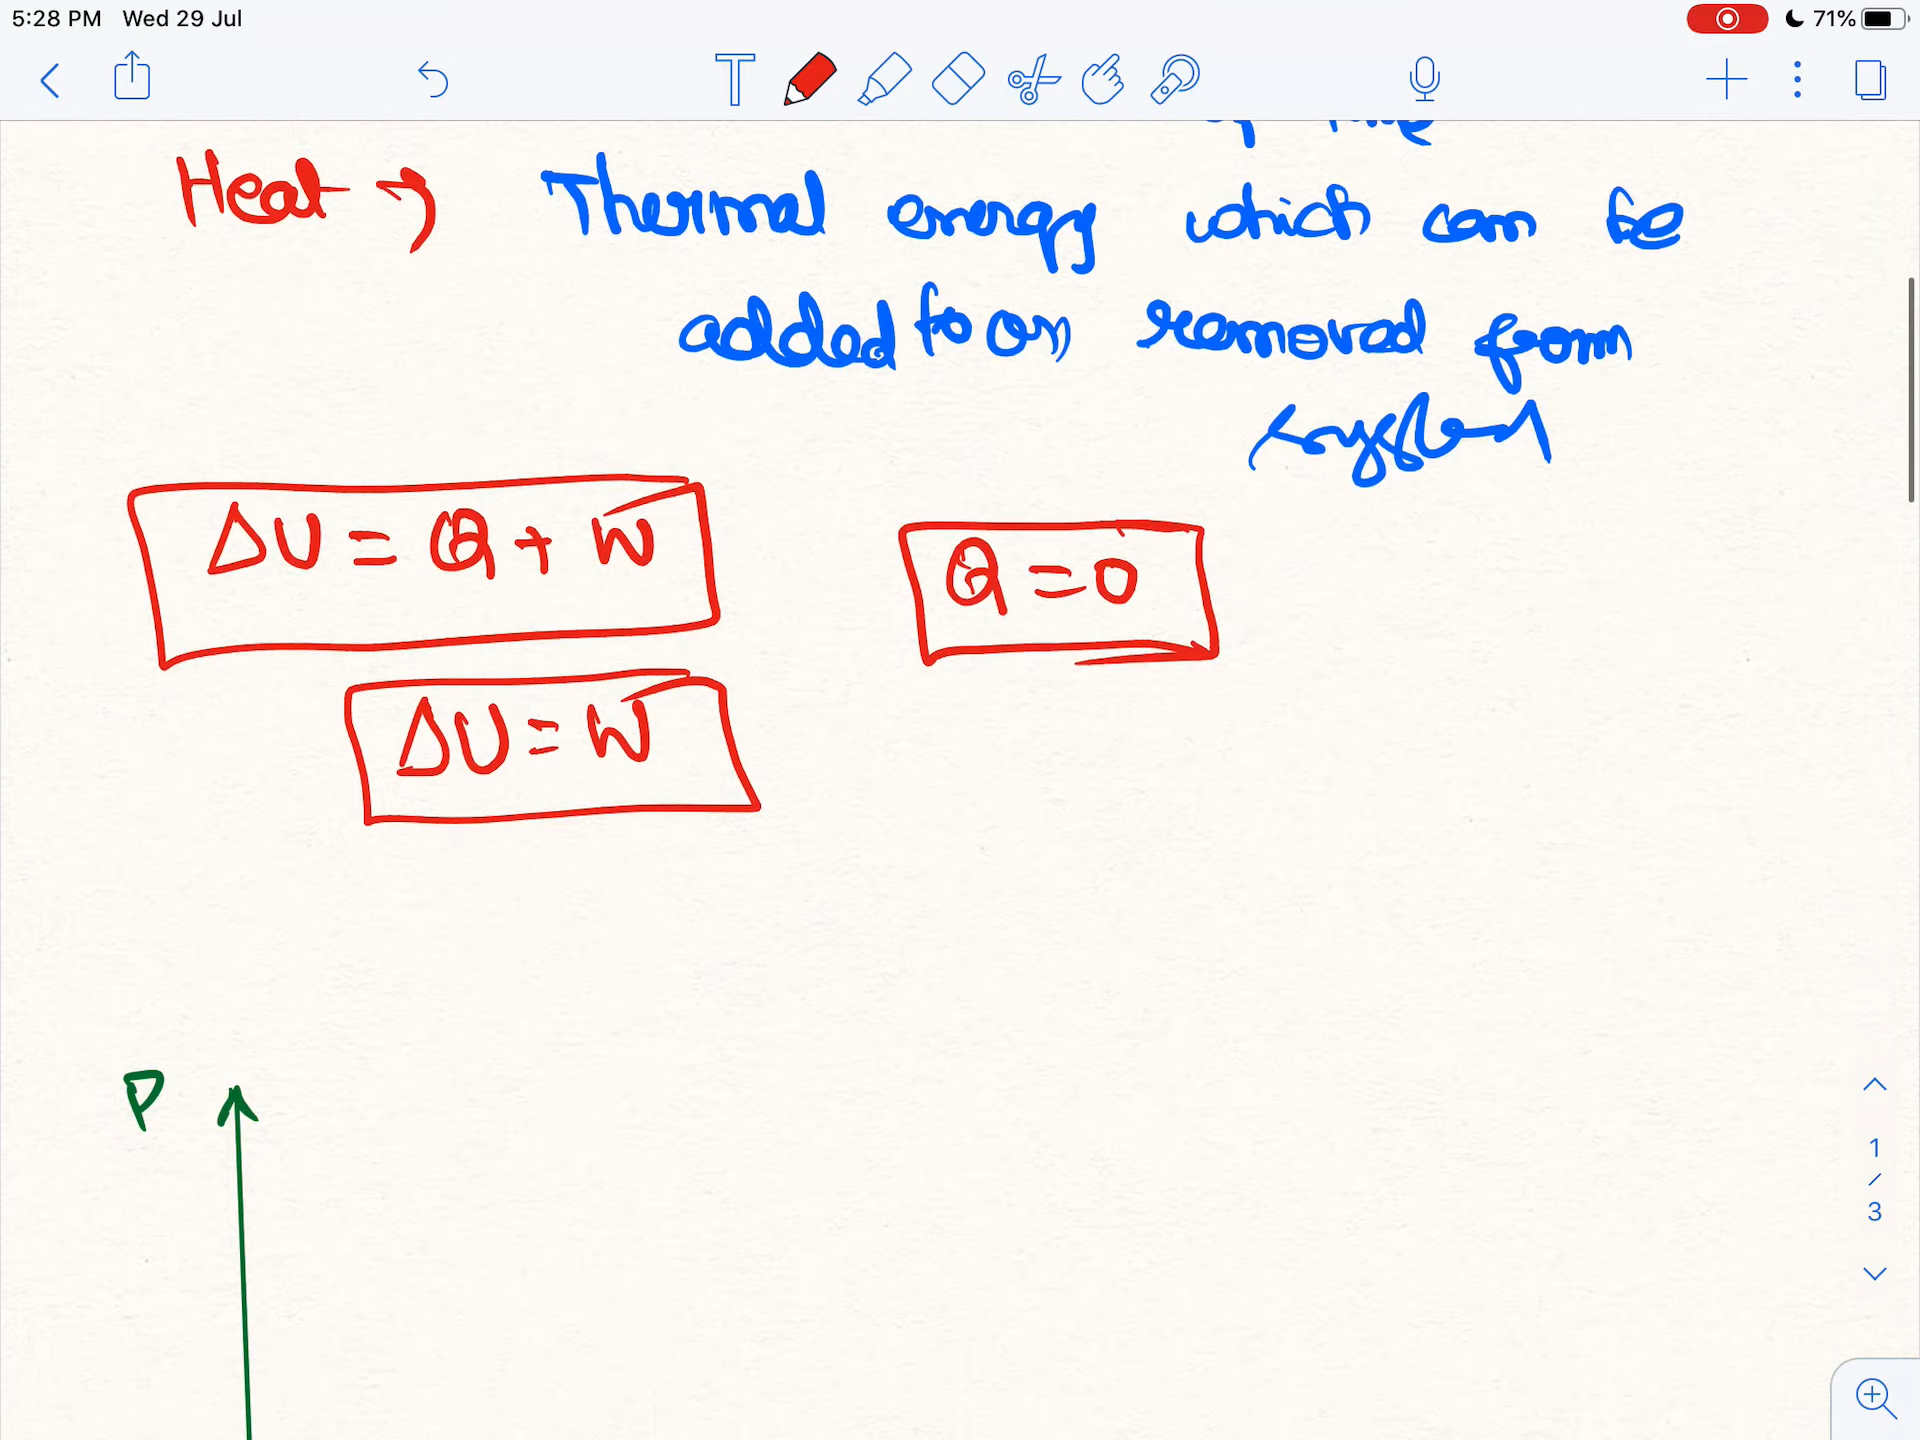 5:28 PM Wed 29 Jul
71%
T
Heat → Thermal energy which can be
added to or removed from
system
ΔU = Q + W
Q = 0
ΔU = W
P
1
/
3